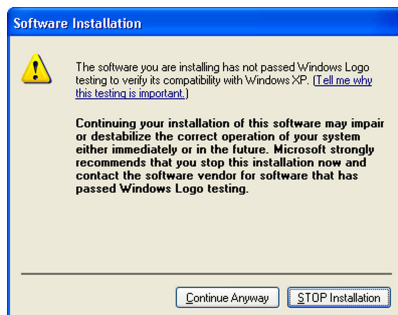 Software Installation
The software you are installing has not passed Windows Logo
testing to verify its compatibility with Windows XP. (Tell me why
this testing is important.)
Continuing your installation of this software may impair
or destabilize the correct operation of your system
either immediately or in the future. Microsoft strongly
recommends that you stop this installation now and
contact the software vendor for software that has
passed Windows Logo testing.
Continue Anyway
STOP Installation